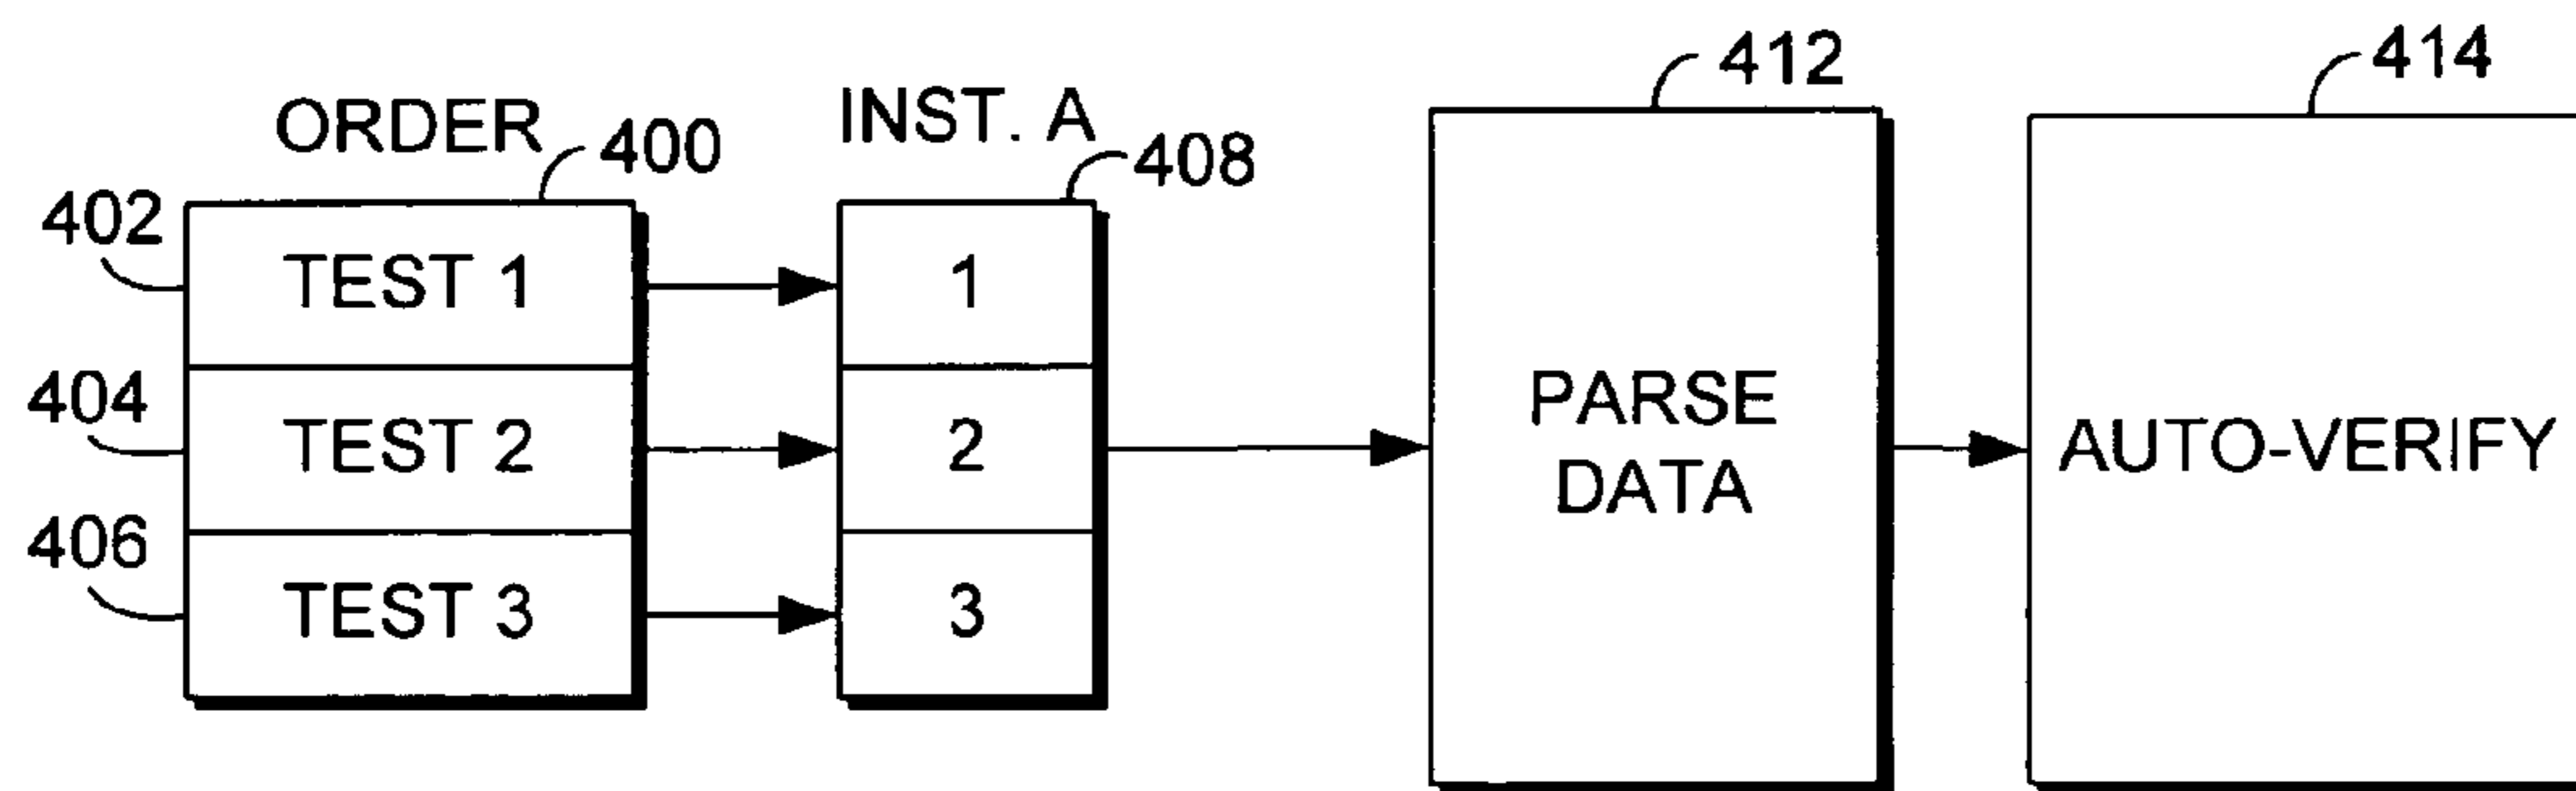 ORDER
400
INST. A
408
412
414
402
TEST 1
1
404
TEST 2
2
406
TEST 3
3
PARSE
DATA
AUTO-VERIFY